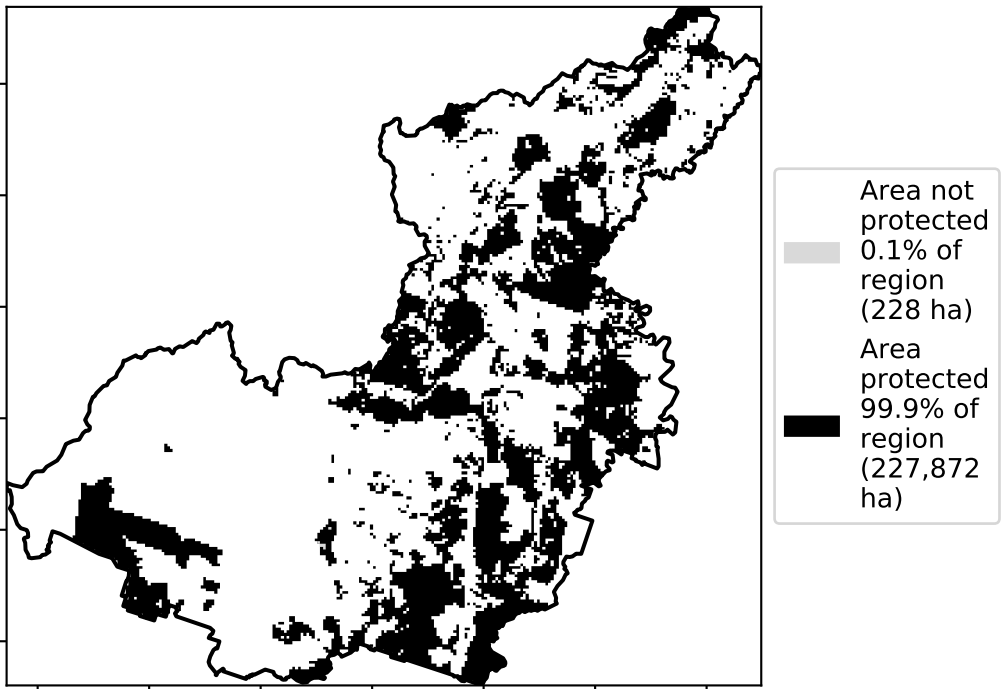 Area not
protected
0.1% of
region
(228 ha)
Area
protected
99.9% of
region
(227,872
ha)